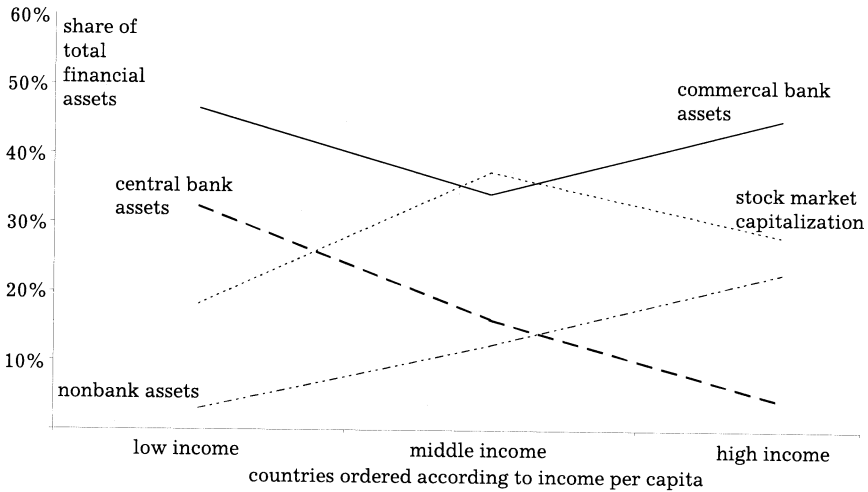 60%
share of
total
financial
assets
50%
commercal bank
assets
40%
central bank
assets
stock market
capitalization
30%
20%
10%
nonbank assets
low income
middle income
high income
countries ordered according to income per capita